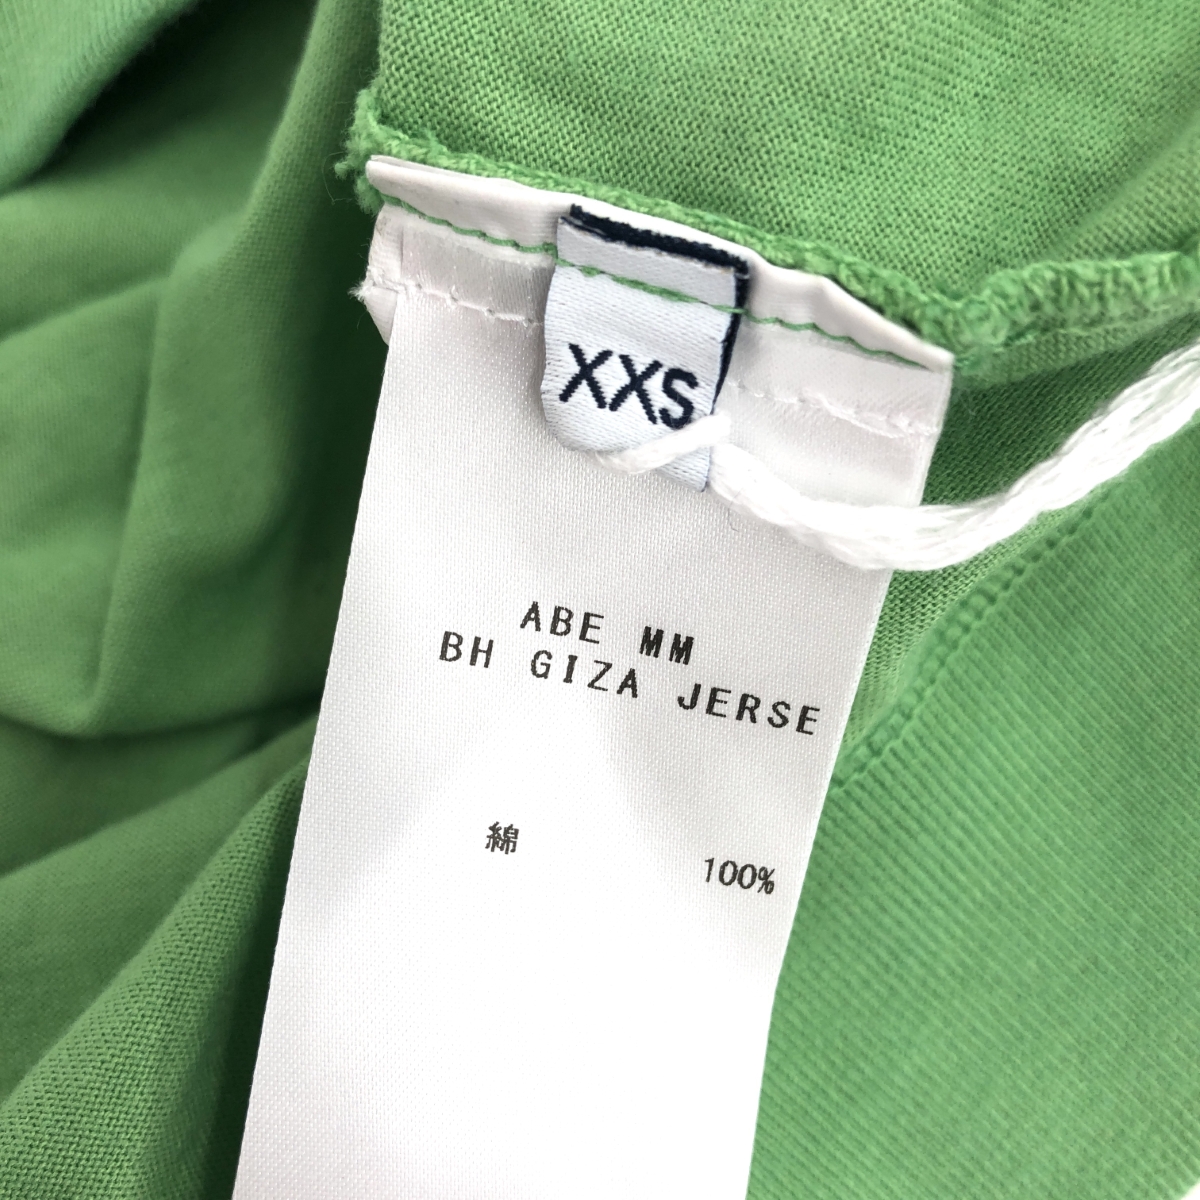 XXS
ABE MM
BH GIZA JERSE
綿 100%